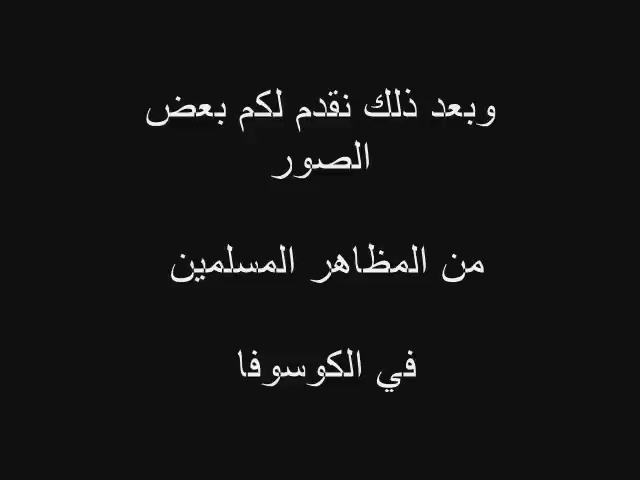 وبعد ذلك نقدم لكم بعض
الصور
من المظاهر المسلمين
في الكوسوفا